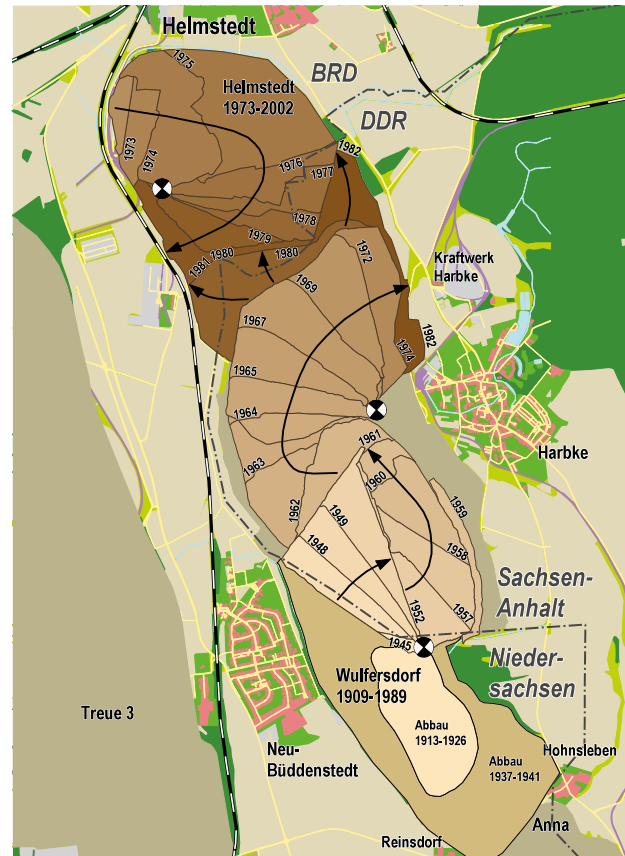 Helmstedt
1975
BRD
Helmstedt
1973-2002
DDR
1973
1974
1982
1976
1977
1978
1979
1980
1980
1981
1972
Kraftwerk
Harbke
1969
1967
1982
1974
1965
1964
1961
Harbke
1963
1960
1962
1949
1959
1948
1958
Sachsen-
Anhalt
1952
1957
1945
Nieder-
sachsen
Wulfersdorf
1909-1989
Treue 3
Abbau
1913-1926
Neu-
Büddenstedt
Hohnsleben
Abbau
1937-1941
Anna
Reinsdorf